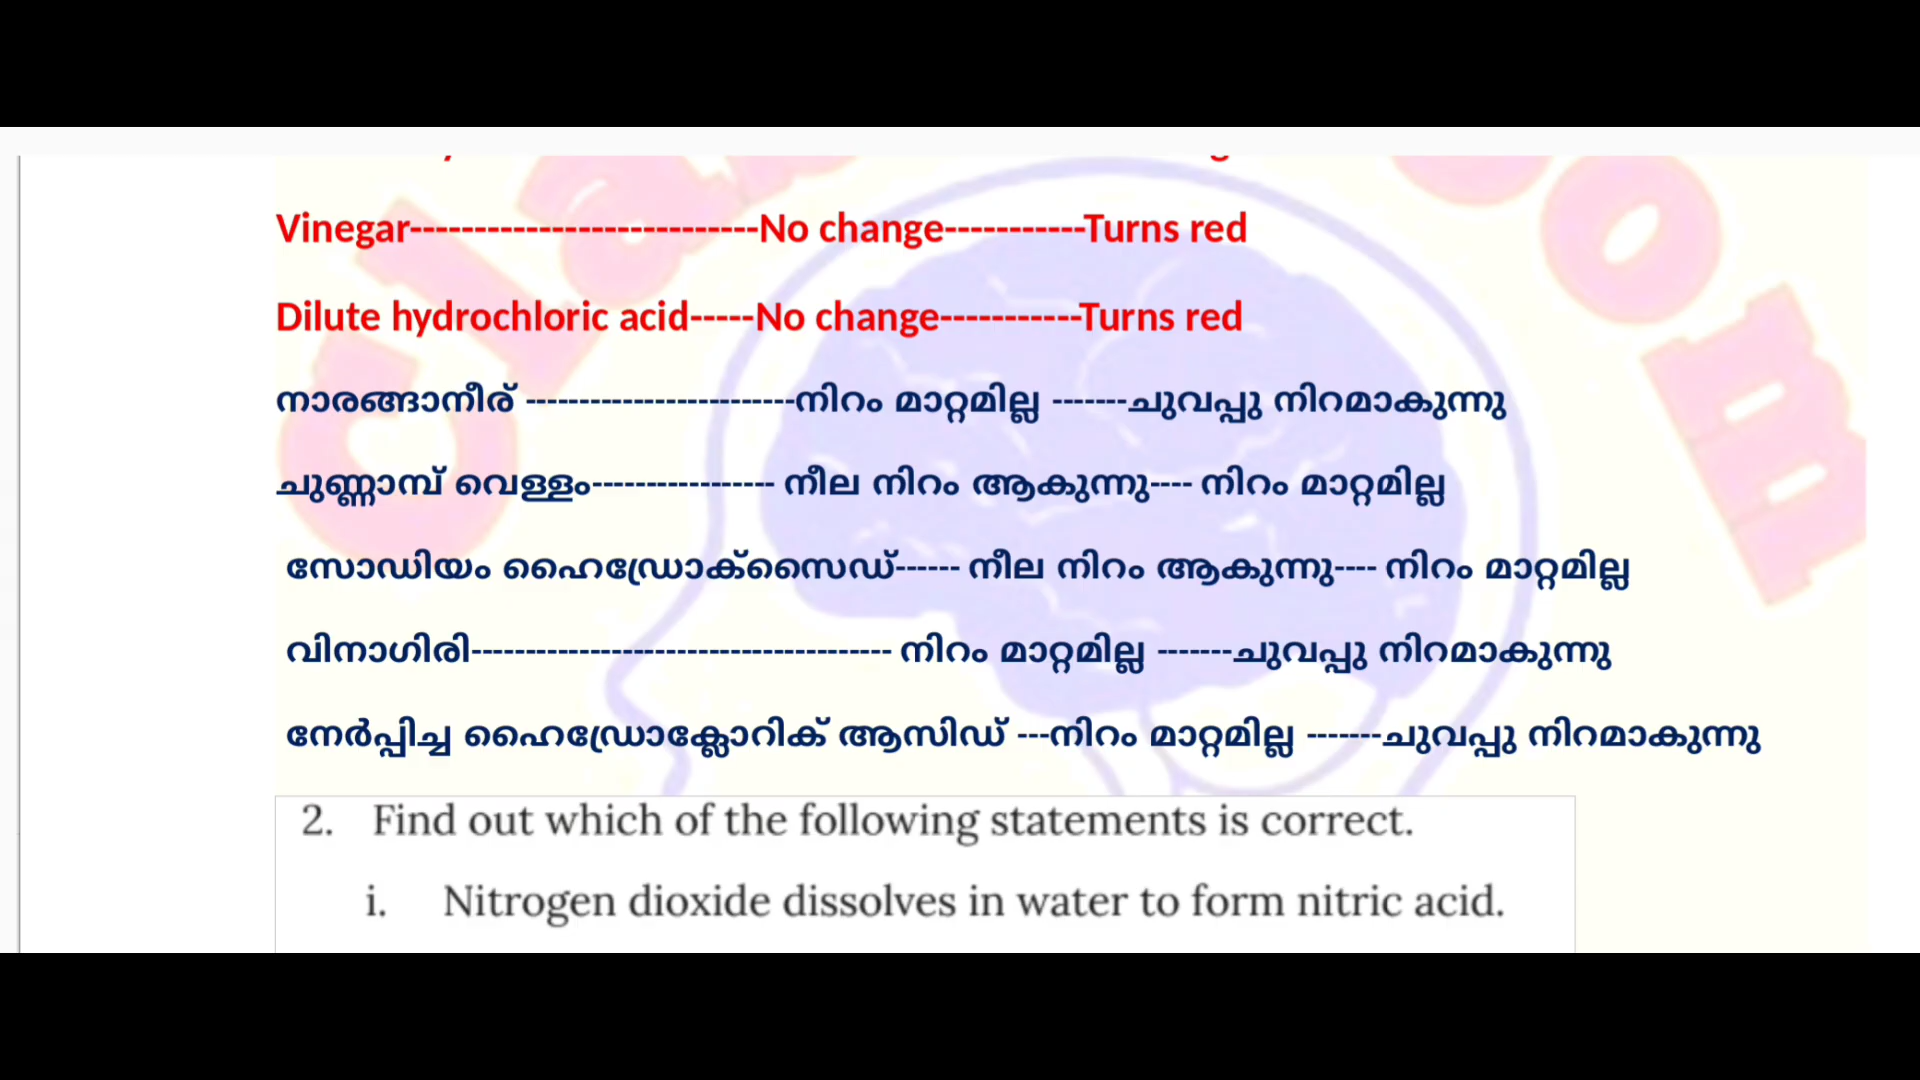 Vinegar---------------------------No change-----------Turns red
Dilute hydrochloric acid-----No change-----------Turns red
നാരങ്ങാനീര് --------------------------നിറം മാറ്റമില്ല -------ചുവപ്പു നിറമാകുന്നു
ചുണ്ണാമ്പ് വെള്ളം----------------- നീല നിറം ആകുന്നു---- നിറം മാറ്റമില്ല
സോഡിയം ഹൈഡ്രോക്സൈഡ്------ നീല നിറം ആകുന്നു---- നിറം മാറ്റമില്ല
വിനാഗിരി---------------------------------------- നിറം മാറ്റമില്ല -------ചുവപ്പു നിറമാകുന്നു
നേർപ്പിച്ച ഹൈഡ്രോക്ലോറിക് ആസിഡ് ---നിറം മാറ്റമില്ല -------ചുവപ്പു നിറമാകുന്നു
2. Find out which of the following statements is correct.
i. Nitrogen dioxide dissolves in water to form nitric acid.